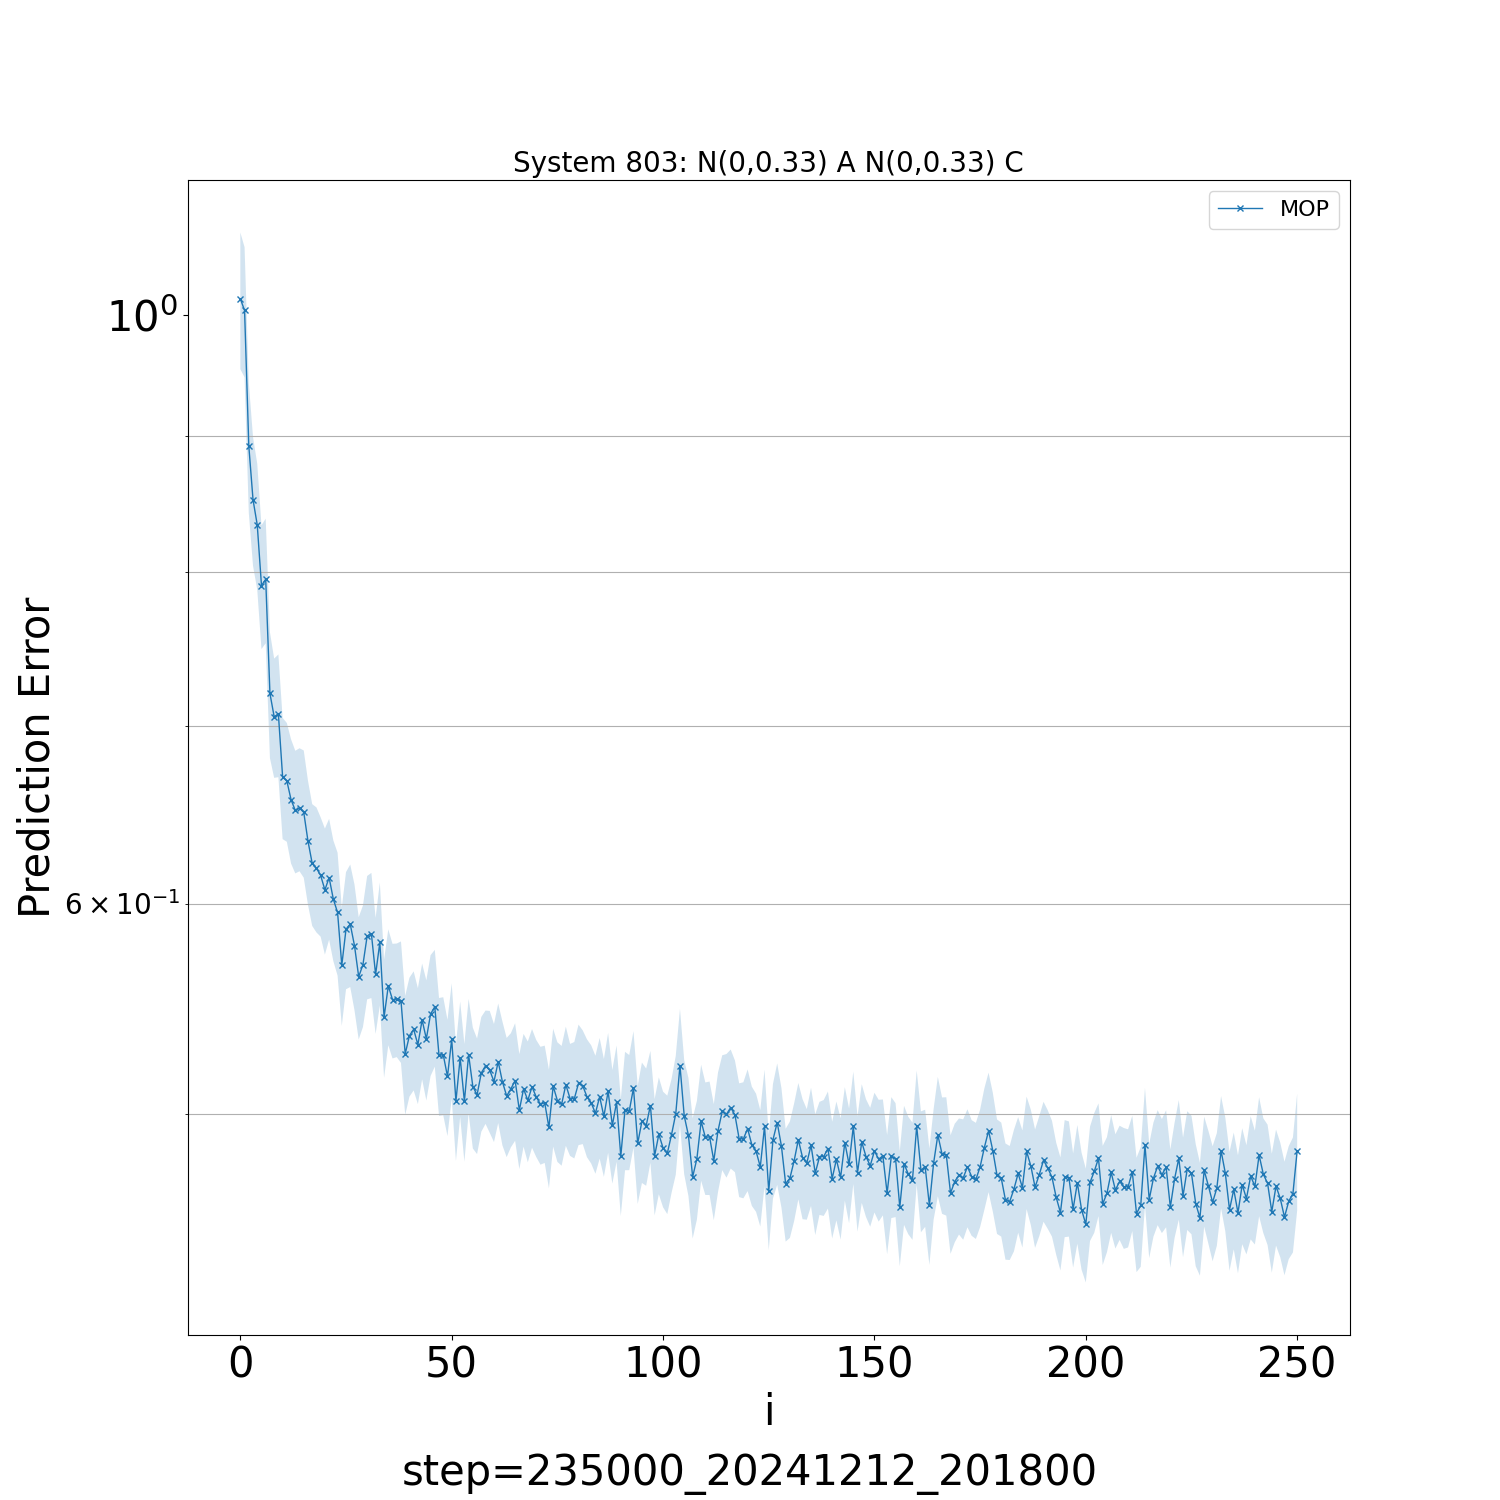 System 803: N(0,0.33) A N(0,0.33) C
MOP
10⁰
6 × 10⁻¹
Prediction Error
0 50 100 150 200 250
i
step=235000_20241212_201800